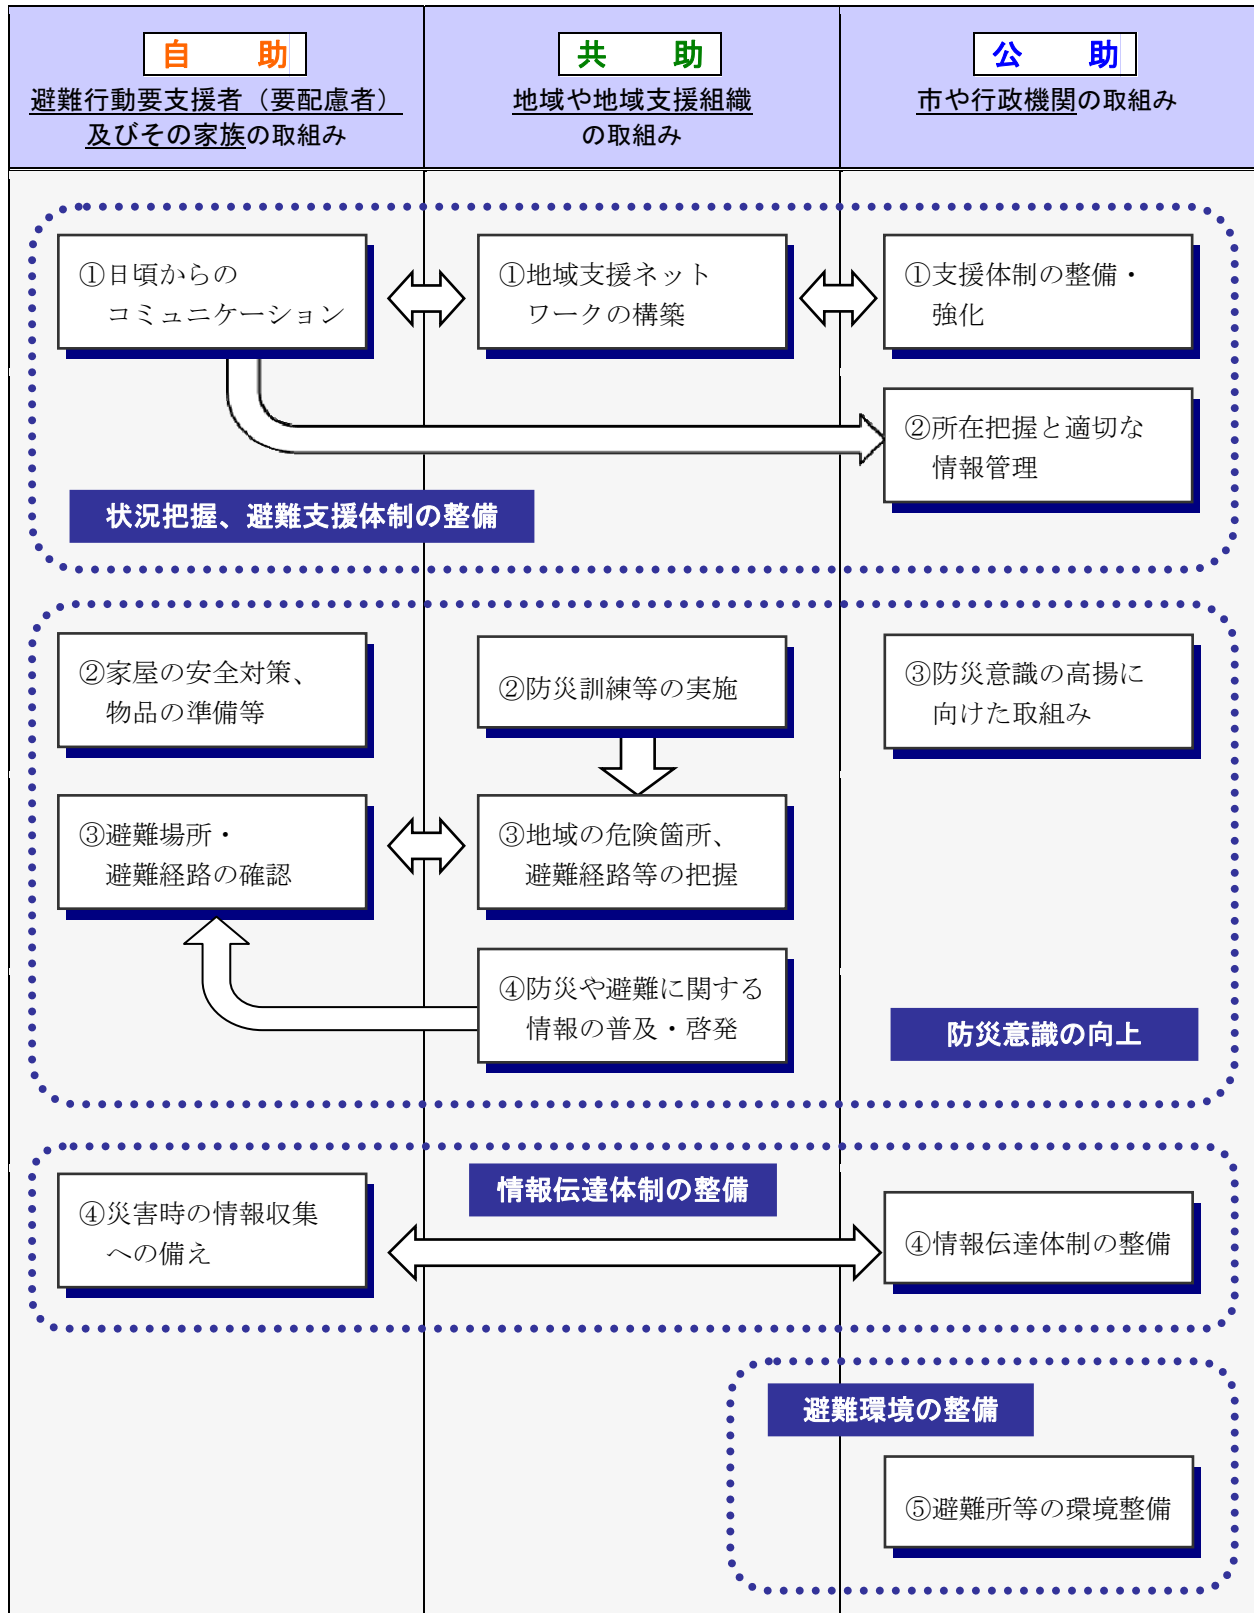 自　助
避難行動要支援者（要配慮者）
及びその家族の取組み
共　助
地域や地域支援組織
の取組み
公　助
市や行政機関の取組み
①日頃からの
コミュニケーション
①地域支援ネット
ワークの構築
①支援体制の整備・
強化
②所在把握と適切な
情報管理
状況把握、避難支援体制の整備
②家屋の安全対策、
物品の準備等
②防災訓練等の実施
③防災意識の高揚に
向けた取組み
③避難場所・
避難経路の確認
③地域の危険箇所、
避難経路等の把握
④防災や避難に関する
情報の普及・啓発
防災意識の向上
情報伝達体制の整備
④災害時の情報収集
への備え
④情報伝達体制の整備
避難環境の整備
⑤避難所等の環境整備